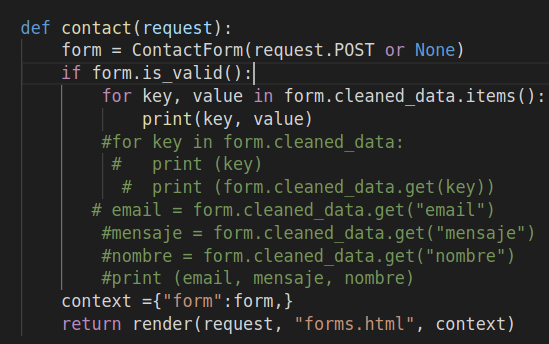 def contact(request):
    form = ContactForm(request.POST or None)
    if form.is_valid():
        for key, value in form.cleaned_data.items():
            print(key, value)
        #for key in form.cleaned_data:
         #   print (key)
          #  print (form.cleaned_data.get(key))
       # email = form.cleaned_data.get("email")
        #mensaje = form.cleaned_data.get("mensaje")
        #nombre = form.cleaned_data.get("nombre")
        #print (email, mensaje, nombre)
    context ={"form":form,}
    return render(request, "forms.html", context)